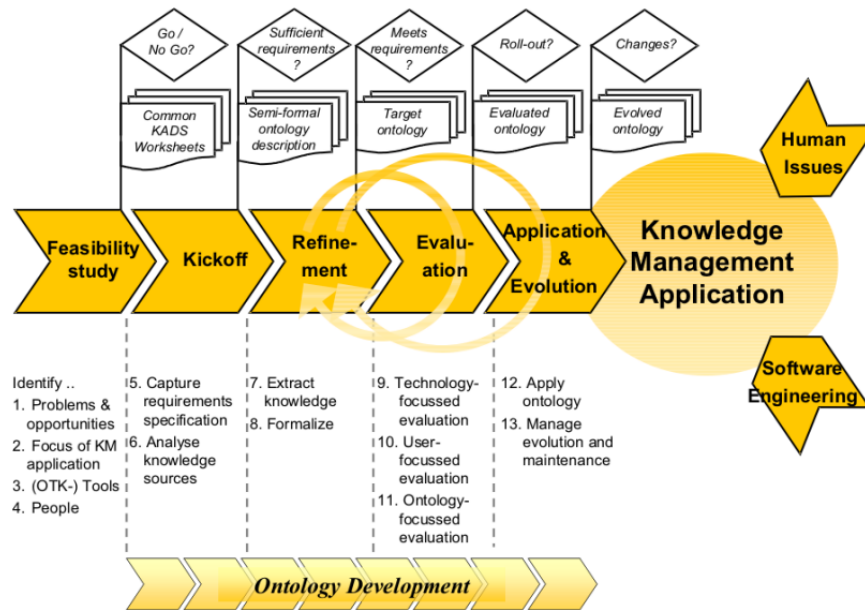 Go /
No Go?
Sufficient
requirements
?
Meets
requirements
?
Roll-out?
Changes?
Common
KADS
Worksheets
Semi-formal
ontology
description
Target
ontology
Evaluated
ontology
Evolved
ontology
Human
Issues
Feasibility
study
Kickoff
Refine-
ment
Evalu-
ation
Application
&
Evolution
Knowledge
Management
Application
Software
Engineering
Identify ..
1. Problems &
opportunities
2. Focus of KM
application
3. (OTK-) Tools
4. People
5. Capture
requirements
specification
6. Analyse
knowledge
sources
7. Extract
knowledge
8. Formalize
9. Technology-
focussed
evaluation
10. User-
focussed
evaluation
11. Ontology-
focussed
evaluation
12. Apply
ontology
13. Manage
evolution and
maintenance
Ontology Development